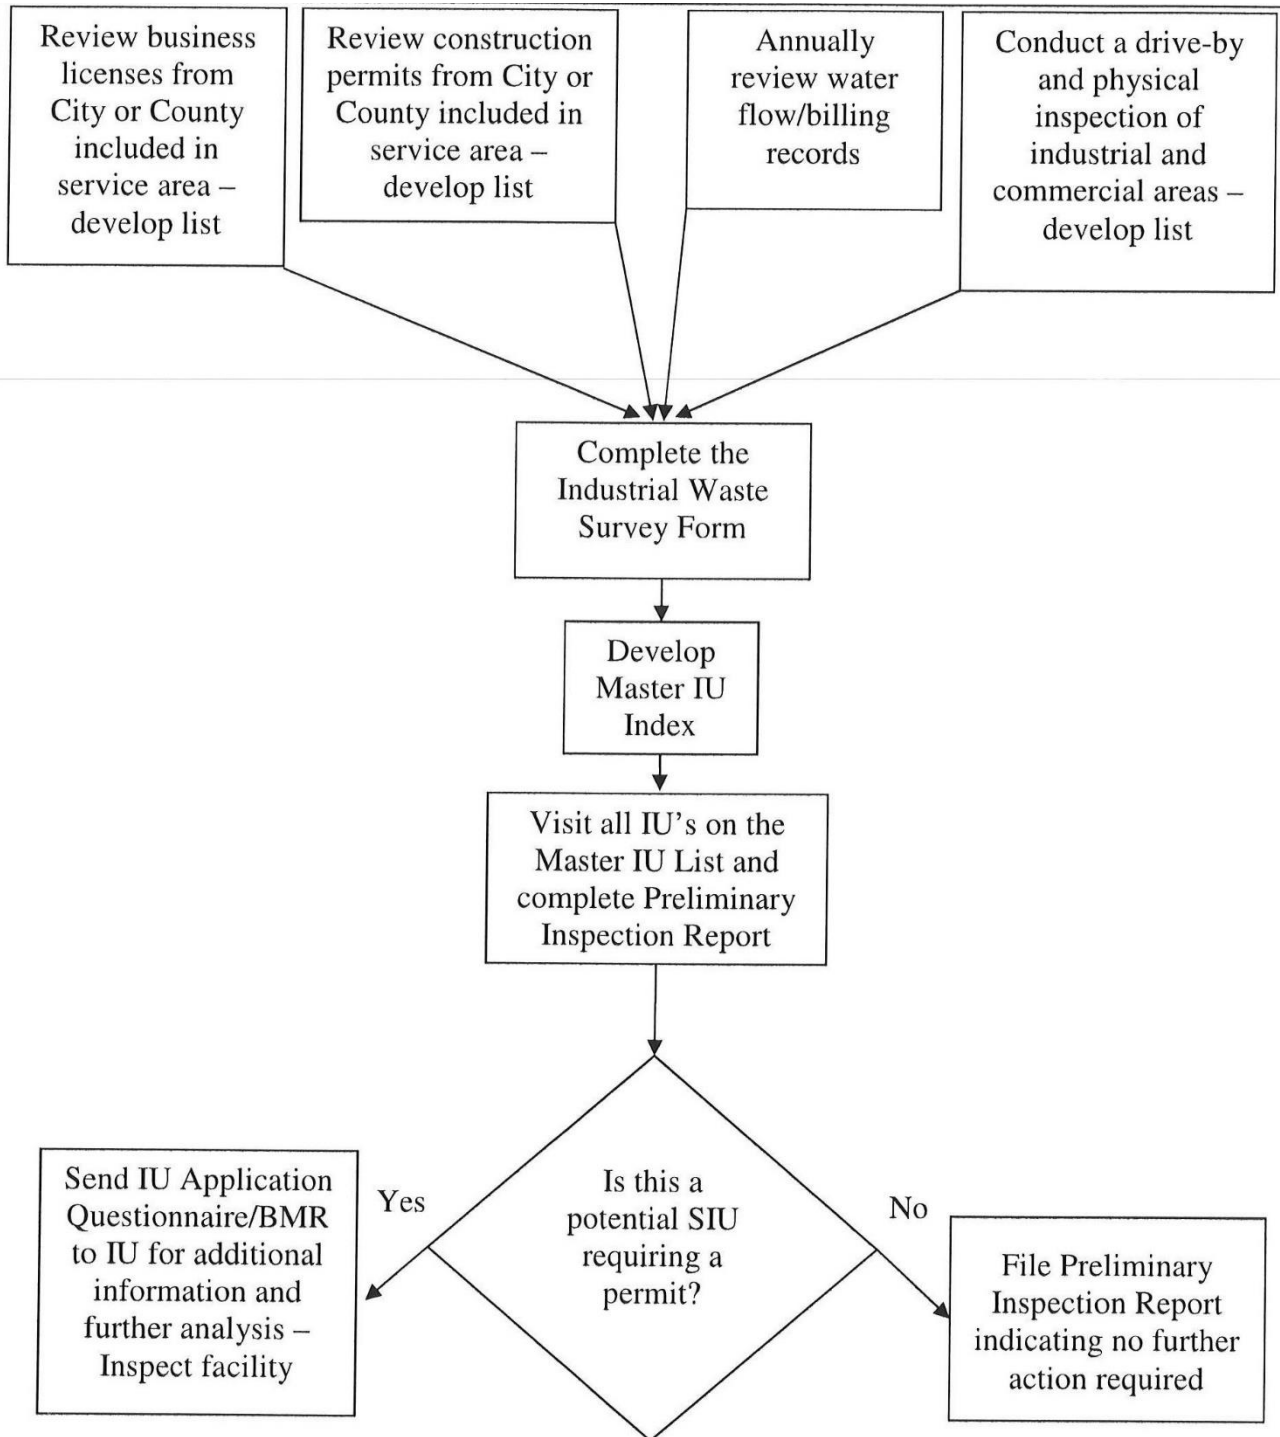 Review business
licenses from
City or County
included in
service area –
develop list
Review construction
permits from City or
County included in
service area –
develop list
Annually
review water
flow/billing
records
Conduct a drive-by
and physical
inspection of
industrial and
commercial areas –
develop list
Complete the
Industrial Waste
Survey Form
Develop
Master IU
Index
Visit all IU's on the
Master IU List and
complete Preliminary
Inspection Report
Is this a
potential SIU
requiring a
permit?
Yes
Send IU Application
Questionnaire/BMR
to IU for additional
information and
further analysis –
Inspect facility
No
File Preliminary
Inspection Report
indicating no further
action required